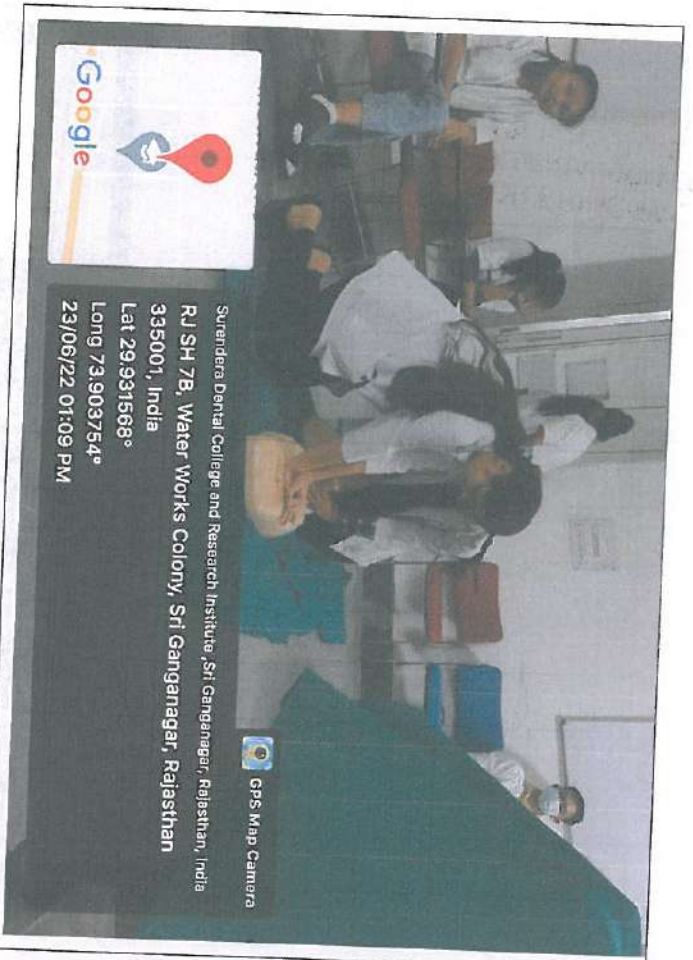 GPS Map Camera
Surendera Dental College and Research Institute ,Sri Ganganagar, Rajasthan, India
RJ SH 7B, Water Works Colony, Sri Ganganagar, Rajasthan
335001, India
Lat 29.931568°
Long 73.903754°
23/06/22 01:09 PM
Google